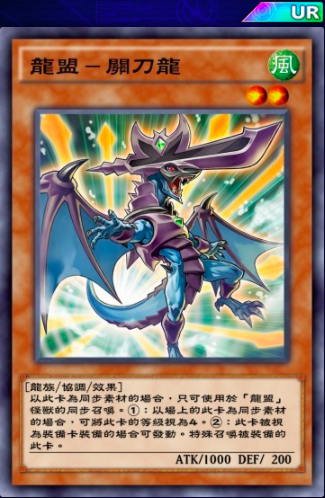 UR
龍盟－關刀龍
風
[龍族/協調/效果]
以此卡為同步素材的場合，只可使用於「龍盟」
怪獸的同步召喚。①：以場上的此卡為同步素材
的場合，可將此卡的等級視為4。②：此卡被視
為裝備卡裝備的場合可發動。特殊召喚被裝備的
此卡。
ATK/1000 DEF/ 200